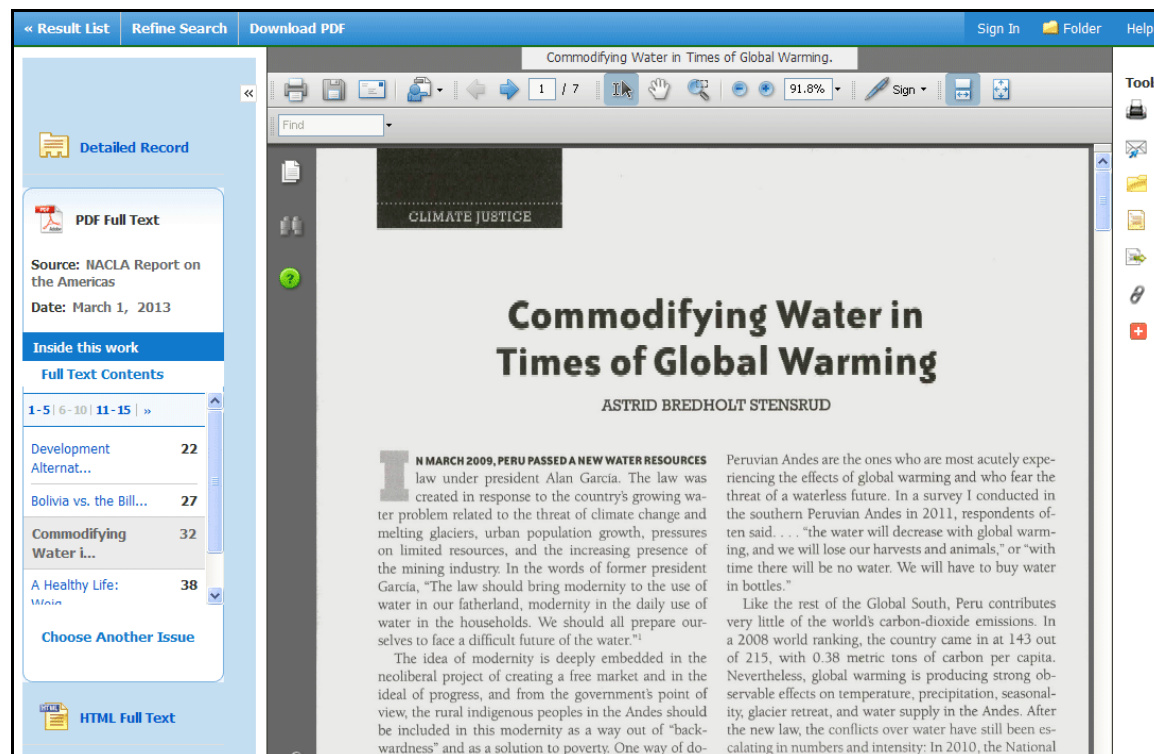 « Result List
Refine Search
Download PDF
Sign In
Folder
Help
Detailed Record
PDF Full Text
Source: NACLA Report on
the Americas
Date: March 1, 2013
Inside this work
Full Text Contents
1-5 | 6-10 | 11-15 | »
Development 22
Alternat...
Bolivia vs. the Bill... 27
Commodifying 32
Water i...
A Healthy Life: 38
Weig
Choose Another Issue
HTML Full Text
Commodifying Water in Times of Global Warming.
1 / 7
91.8%
Sign
Find
Tool
CLIMATE JUSTICE
Commodifying Water in
Times of Global Warming
ASTRID BREDHOLT STENSRUD
IN MARCH 2009, PERU PASSED A NEW WATER RESOURCES
law under president Alan García. The law was
created in response to the country's growing wa-
ter problem related to the threat of climate change and
melting glaciers, urban population growth, pressures
on limited resources, and the increasing presence of
the mining industry. In the words of former president
García, "The law should bring modernity to the use of
water in our fatherland, modernity in the daily use of
water in the households. We should all prepare our-
selves to face a difficult future of the water."1
The idea of modernity is deeply embedded in the
neoliberal project of creating a free market and in the
ideal of progress, and from the government's point of
view, the rural indigenous peoples in the Andes should
be included in this modernity as a way out of "back-
wardness" and as a solution to poverty. One way of do-
Peruvian Andes are the ones who are most acutely expe-
riencing the effects of global warming and who fear the
threat of a waterless future. In a survey I conducted in
the southern Peruvian Andes in 2011, respondents of-
ten said. . . . "the water will decrease with global warm-
ing, and we will lose our harvests and animals," or "with
time there will be no water. We will have to buy water
in bottles."
Like the rest of the Global South, Peru contributes
very little of the world's carbon-dioxide emissions. In
a 2008 world ranking, the country came in at 143 out
of 215, with 0.38 metric tons of carbon per capita.
Nevertheless, global warming is producing strong ob-
servable effects on temperature, precipitation, seasonal-
ity, glacier retreat, and water supply in the Andes. After
the new law, the conflicts over water have still been es-
calating in numbers and intensity: In 2010, the National